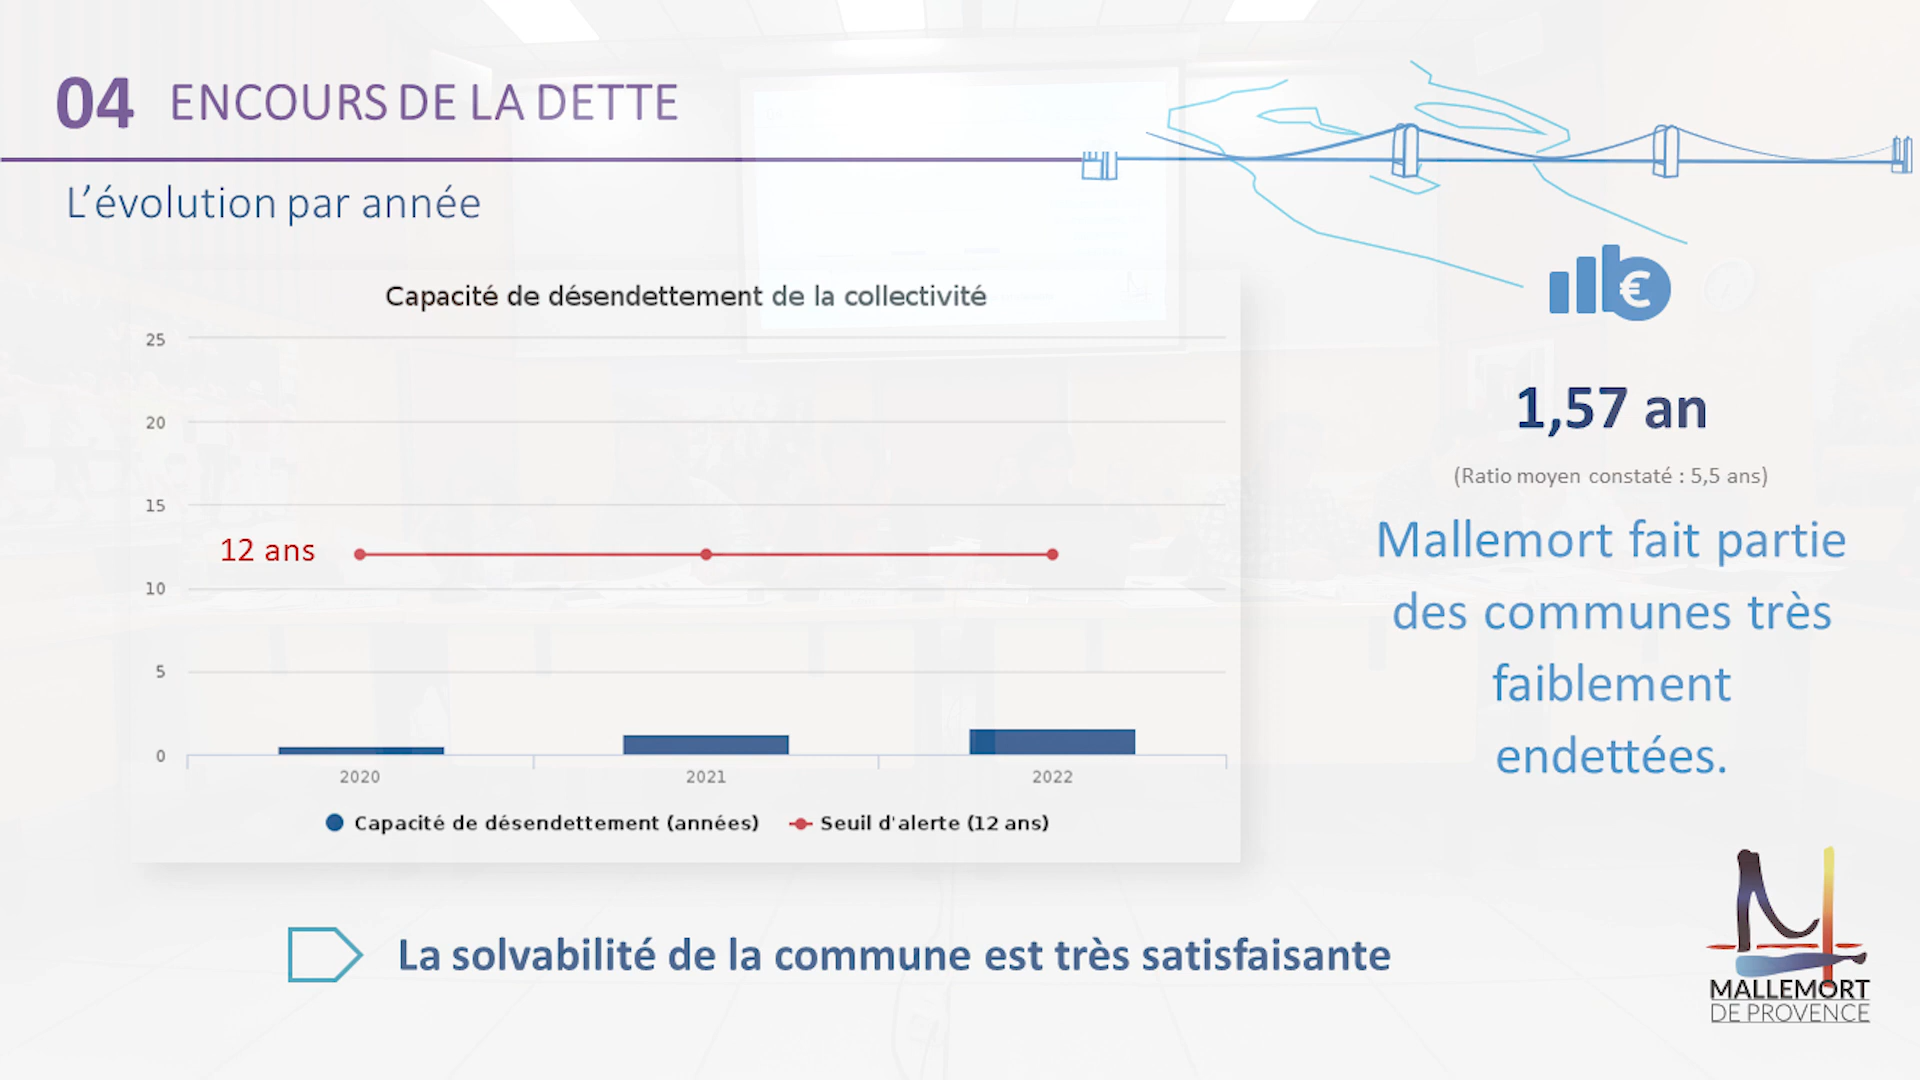 04 ENCOURS DE LA DETTE
L’évolution par année
Capacité de désendettement de la collectivité
25
20
15
12 ans
10
5
0
2020 2021 2022
Capacité de désendettement (années) Seuil d'alerte (12 ans)
€
1,57 an
(Ratio moyen constaté : 5,5 ans)
Mallemort fait partie
des communes très
faiblement
endettées.
La solvabilité de la commune est très satisfaisante
MALLEMORT
DE PROVENCE